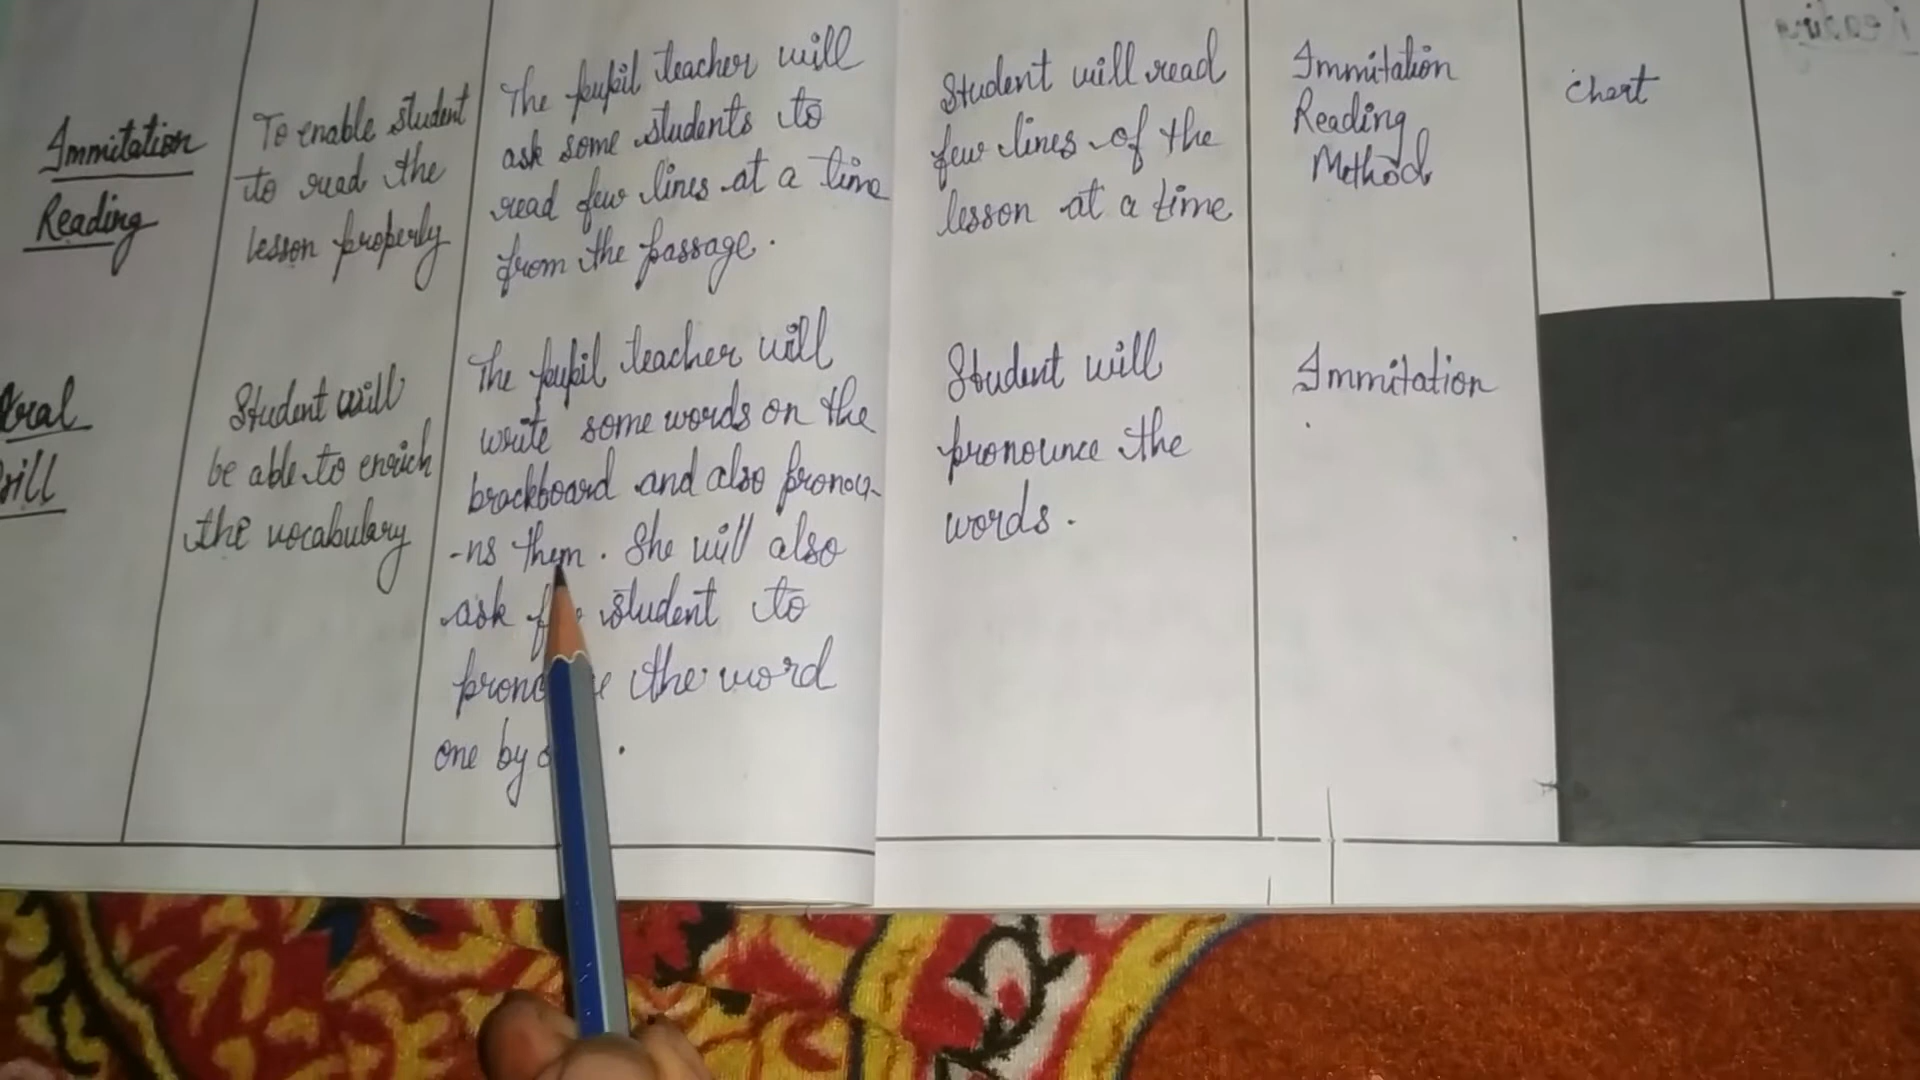 Immitation
Reading
To enable student
to read the
lesson properly
The pupil teacher will
ask some students to
read few lines at a time
from the passage.
Student will read
few lines of the
lesson at a time
Immitation
Reading
Method
Chart
Student will
be able to enrich
the vocabulary
The pupil teacher will
write some words on the
brackboard and also pronou-
-ns them. She will also
ask student to
the word
one by
Student will
pronounce the
words.
Immitation